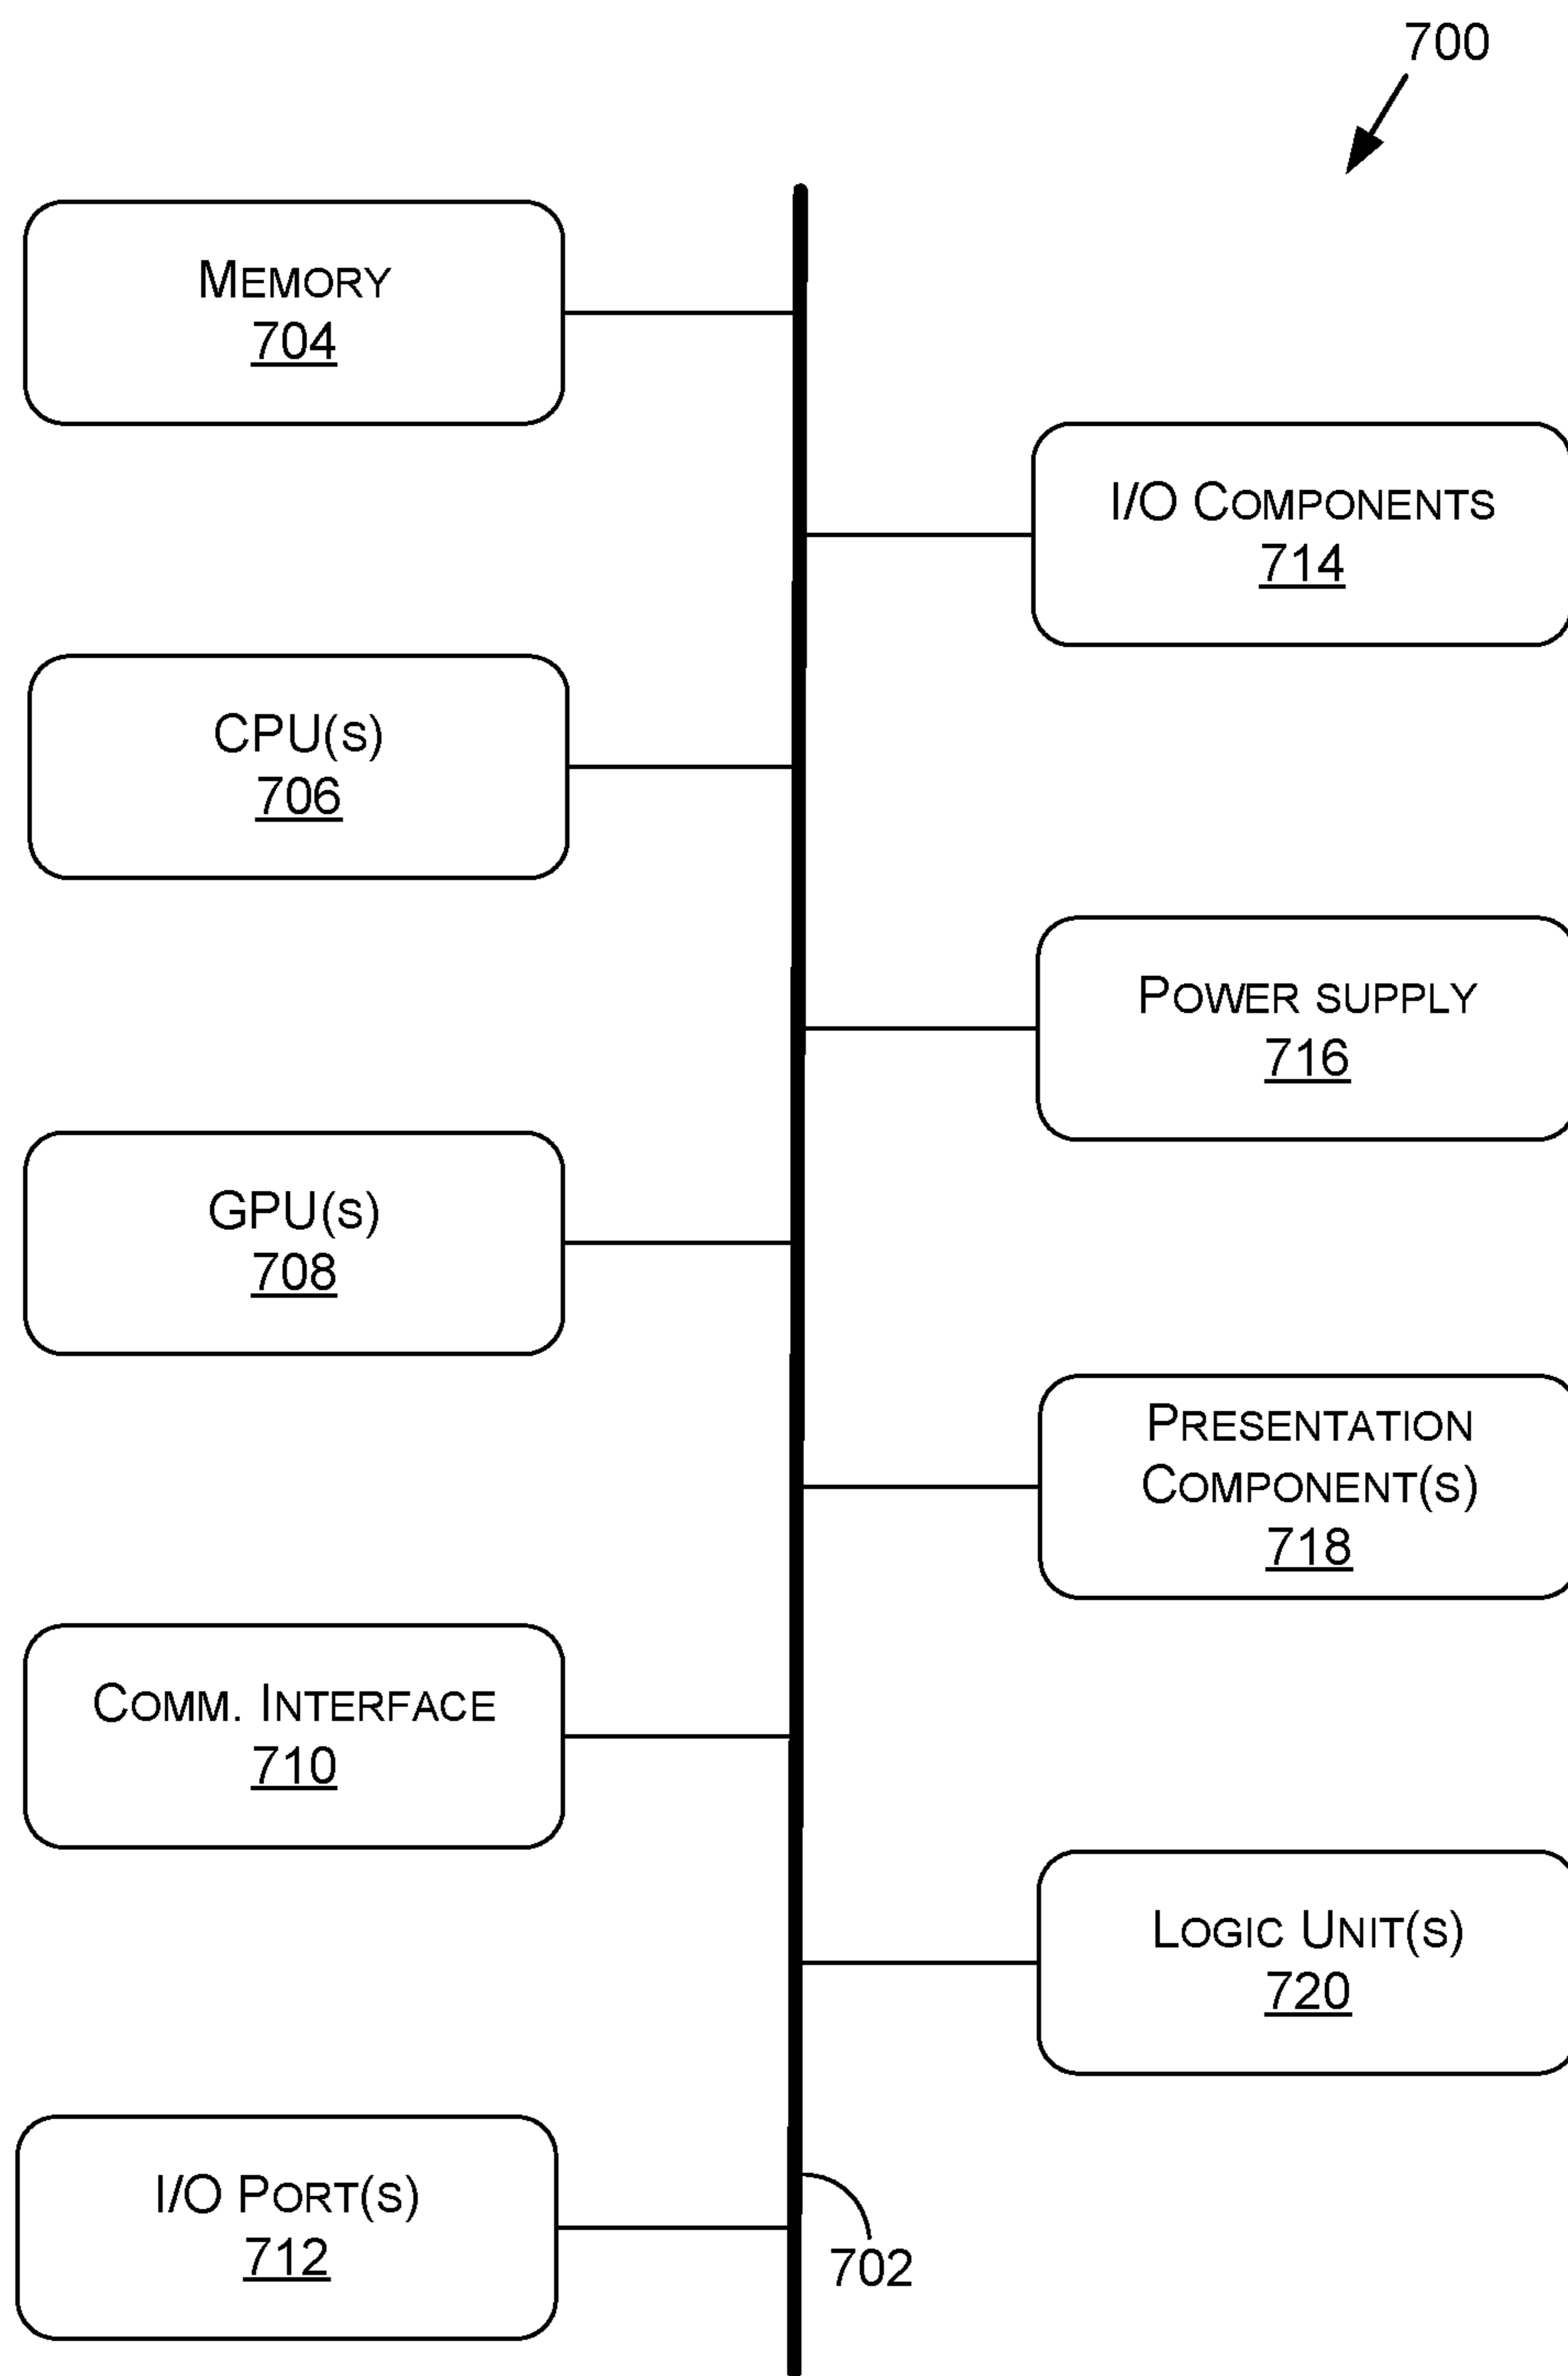 700
MEMORY
704
I/O COMPONENTS
714
CPU(S)
706
POWER SUPPLY
716
GPU(S)
708
PRESENTATION
COMPONENT(S)
718
COMM. INTERFACE
710
LOGIC UNIT(S)
720
I/O PORT(S)
712
702